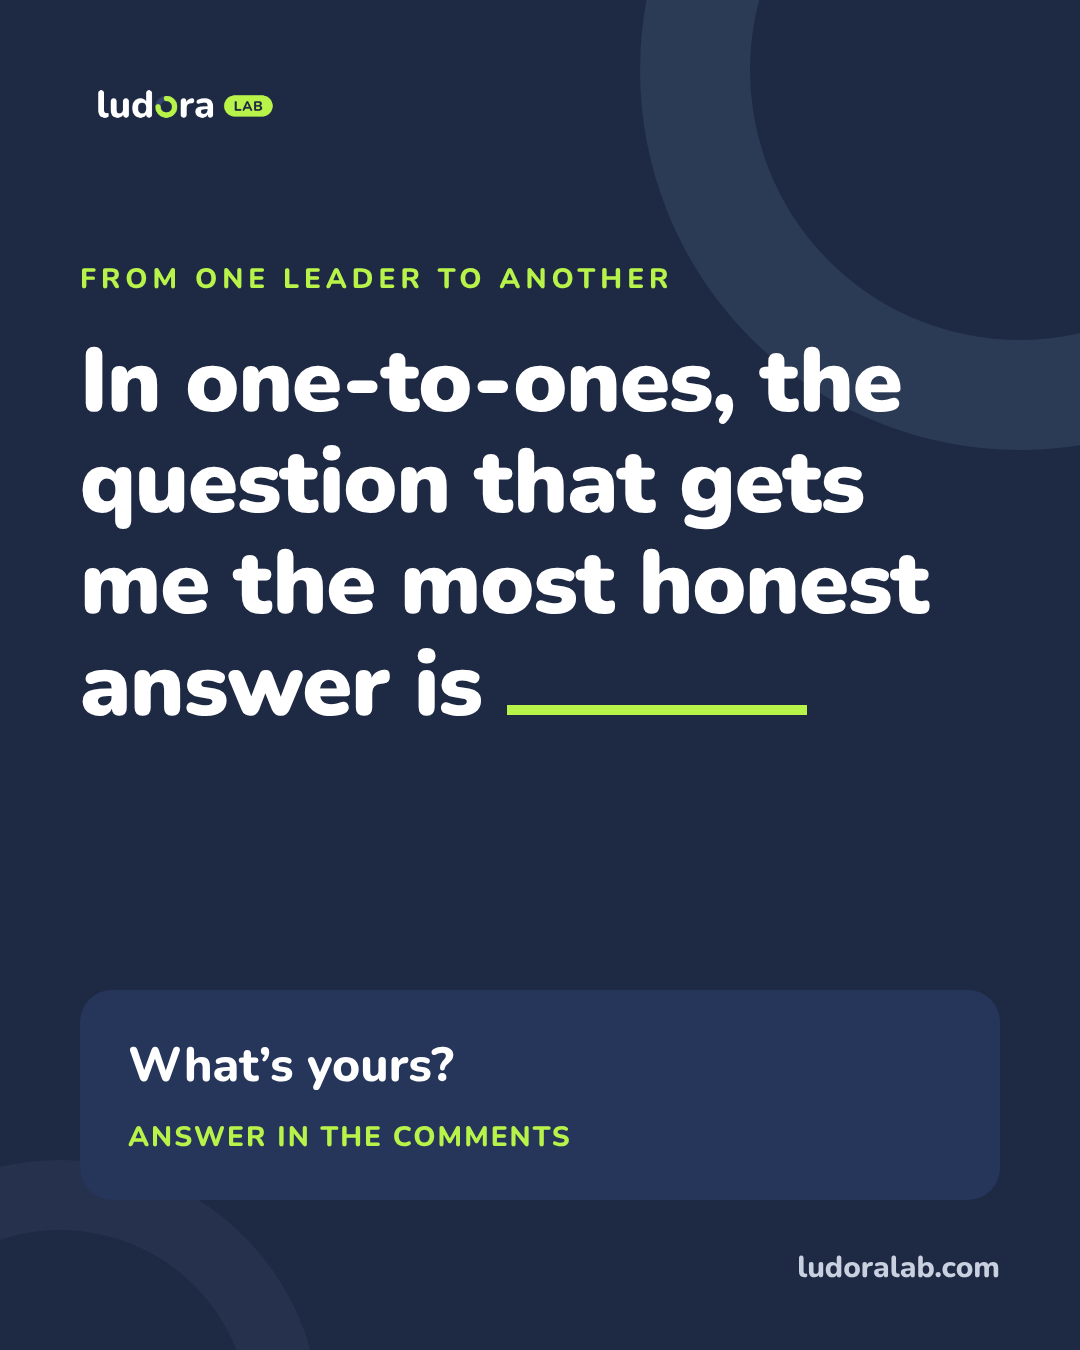 ludora LAB
FROM ONE LEADER TO ANOTHER
In one-to-ones, the
question that gets
me the most honest
answer is ________
What’s yours?
ANSWER IN THE COMMENTS
ludoralab.com